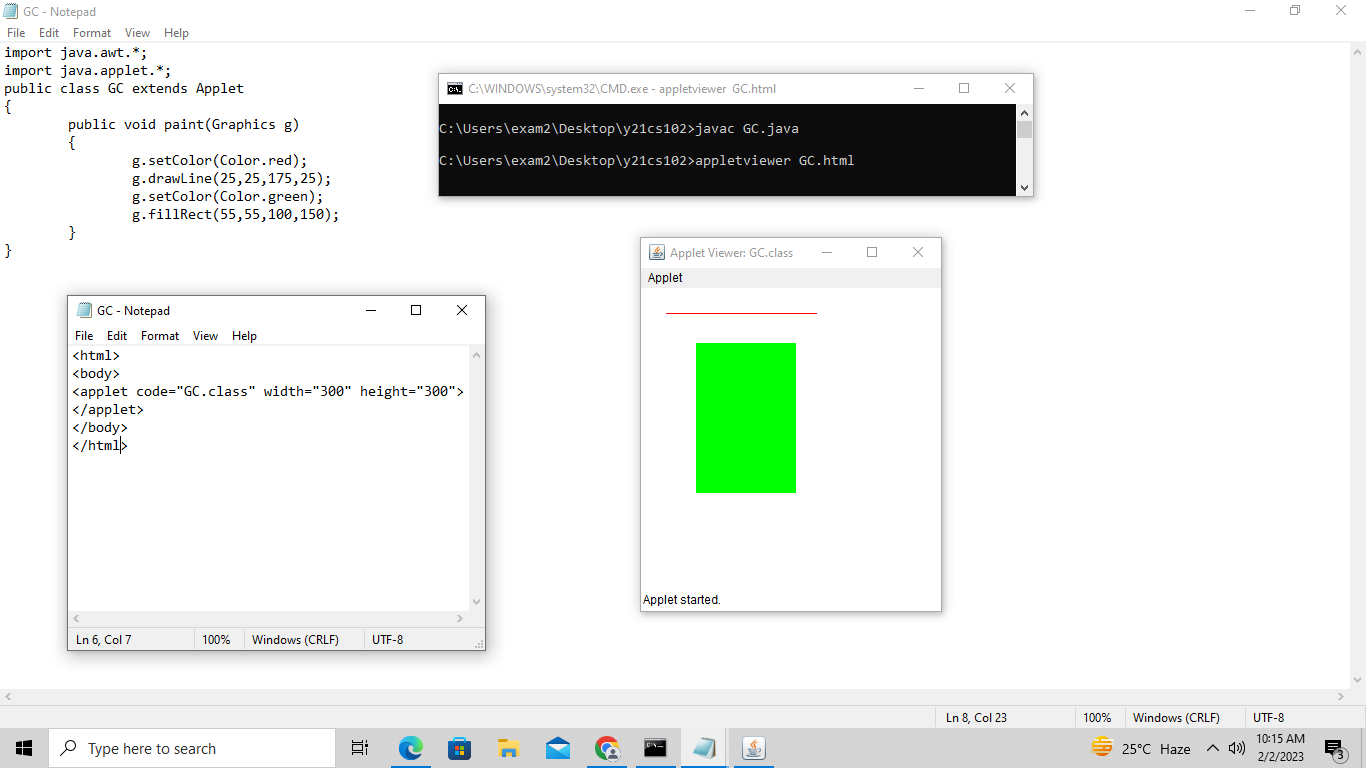 GC - Notepad
File Edit Format View Help
import java.awt.*;
import java.applet.*;
public class GC extends Applet
{
public void paint(Graphics g)
{
g.setColor(Color.red);
g.drawLine(25,25,175,25);
g.setColor(Color.green);
g.fillRect(55,55,100,150);
}
}
C:\WINDOWS\system32\CMD.exe - appletviewer GC.html
C:\Users\exam2\Desktop\y21cs102>javac GC.java
C:\Users\exam2\Desktop\y21cs102>appletviewer GC.html
Applet Viewer: GC.class
Applet
Applet started.
GC - Notepad
File Edit Format View Help
<html>
<body>
<applet code="GC.class" width="300" height="300">
</applet>
</body>
</html>
Ln 6, Col 7 100% Windows (CRLF) UTF-8
Ln 8, Col 23 100% Windows (CRLF) UTF-8
Type here to search
25°C Haze
10:15 AM
2/2/2023
3